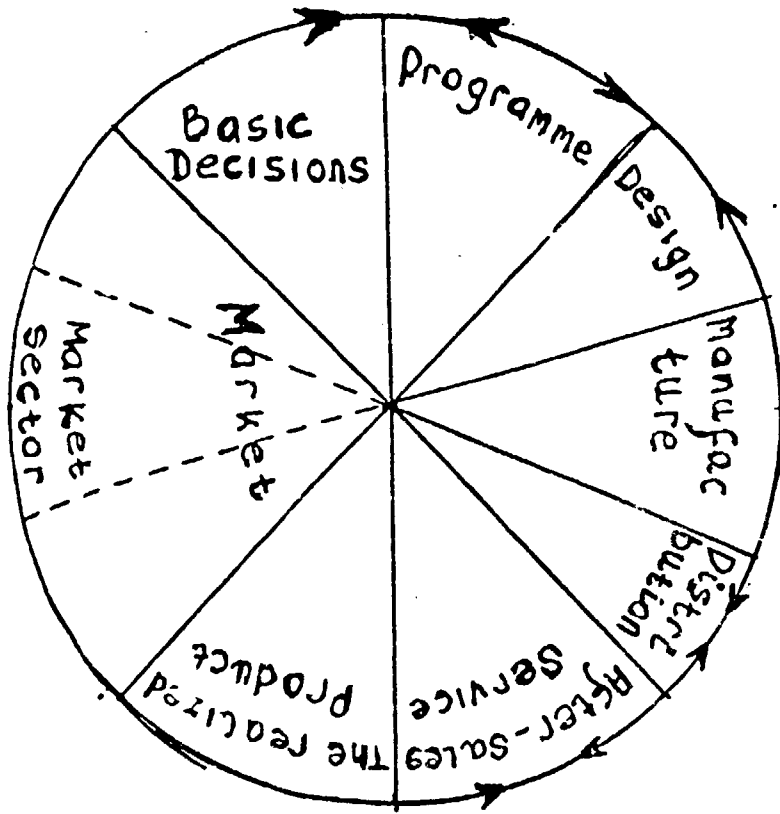 Basic
Decisions
Programme
Design
Manufac
ture
Distri
bution
After-Sales
Service
The realized
Product
Market
Market
Sector